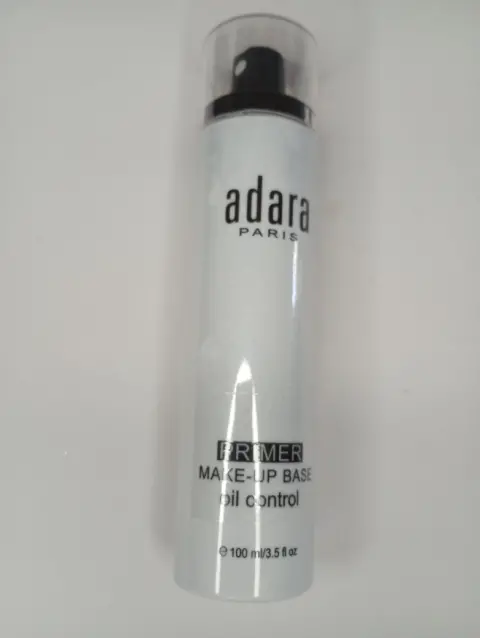 adara
PARIS
PRIMER
MAKE-UP BASE
oil control
℮ 100 ml/3.5 fl oz